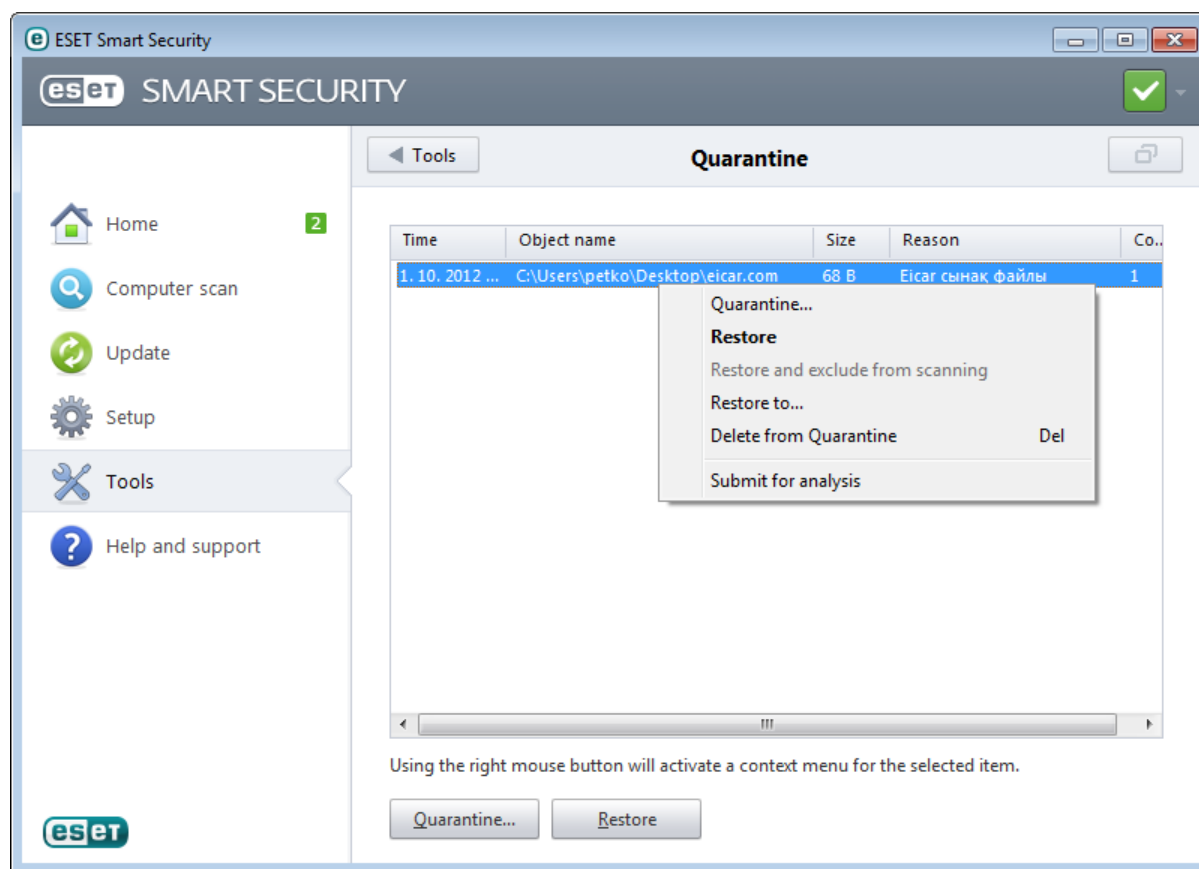 ESET Smart Security
eset SMART SECURITY
Tools
Quarantine
Home 2
Computer scan
Update
Setup
Tools
Help and support
Time Object name Size Reason Co..
1. 10. 2012 ... C:\Users\petko\Desktop\eicar.com 68 B Eicar сынақ файлы 1
Quarantine...
Restore
Restore and exclude from scanning
Restore to...
Delete from Quarantine Del
Submit for analysis
Using the right mouse button will activate a context menu for the selected item.
Quarantine... Restore
eset